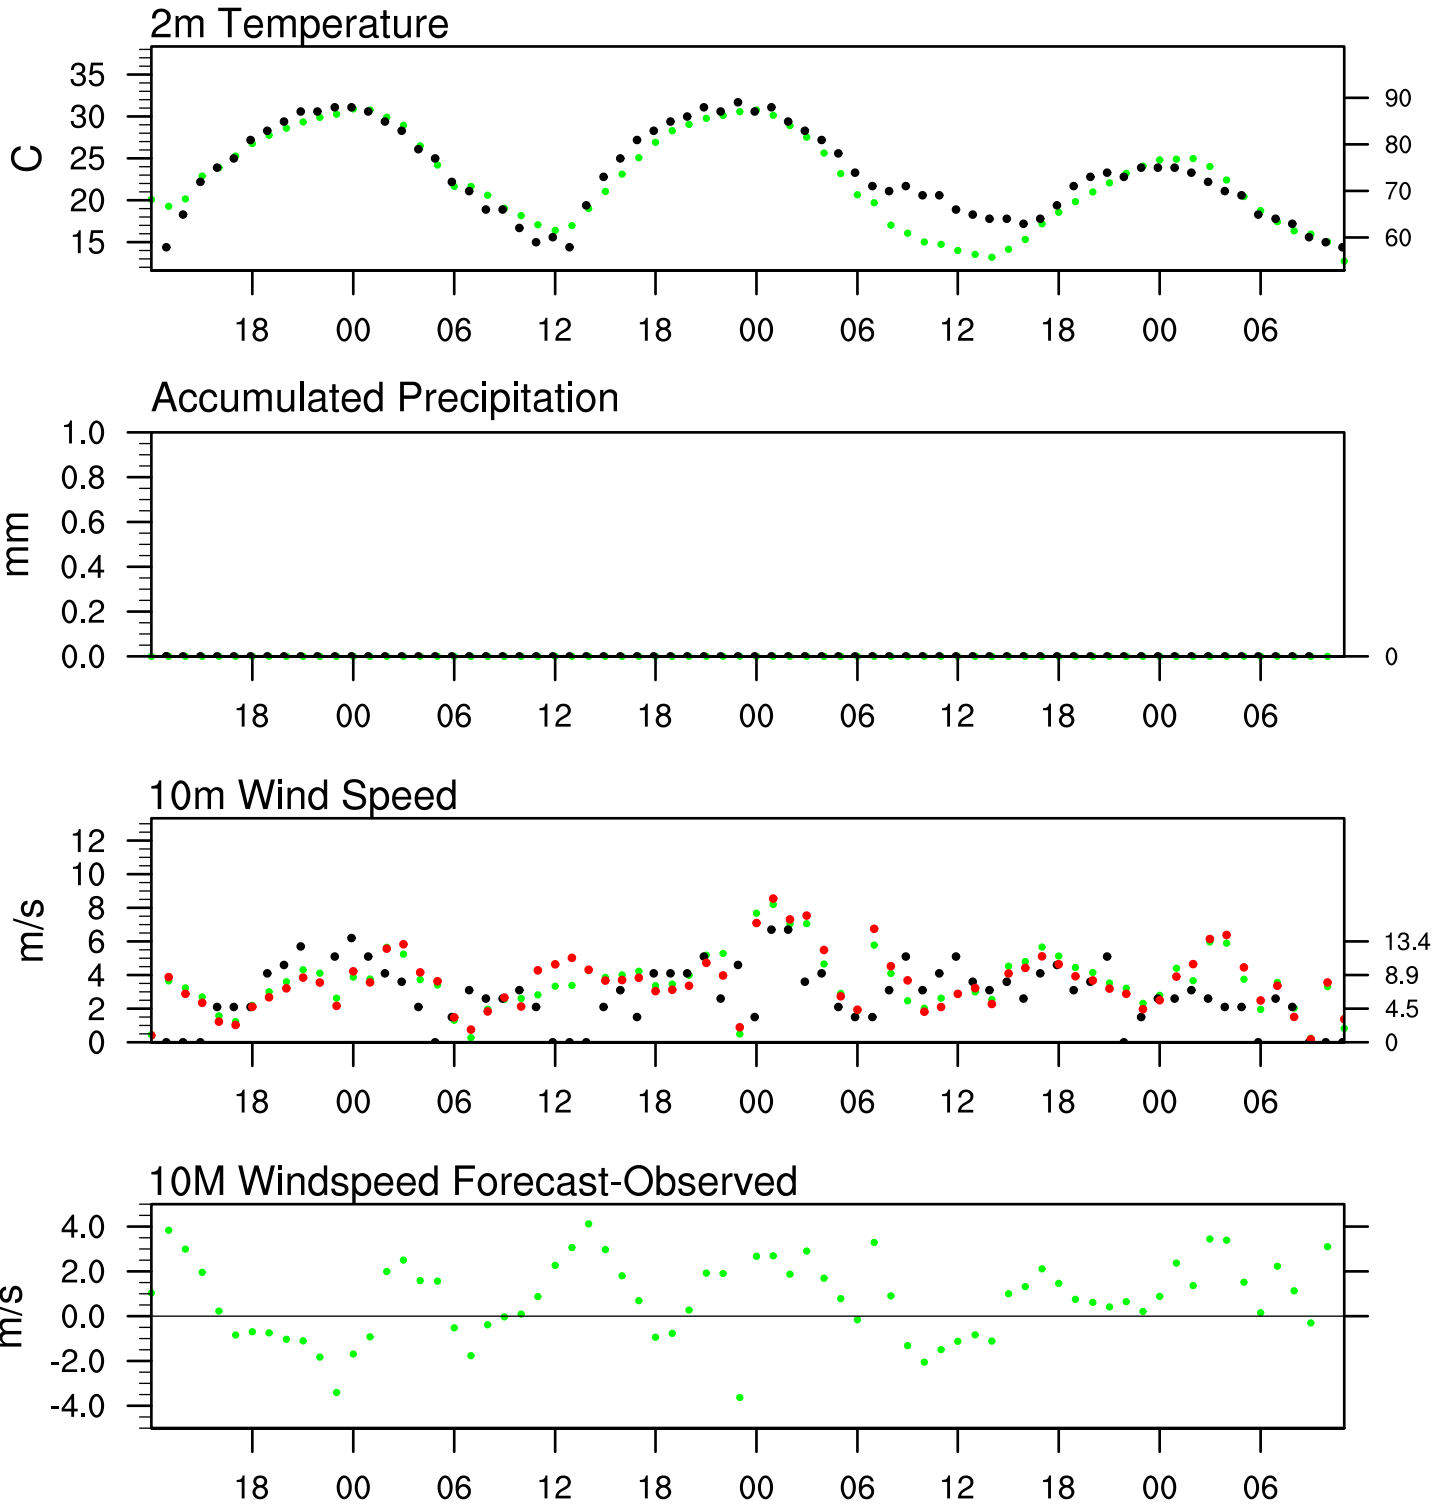 2m Temperature
35
30
25
20
15
C
90
80
70
60
18 00 06 12 18 00 06 12 18 00 06
Accumulated Precipitation
1.0
0.8
0.6
0.4
0.2
0.0
mm
0
18 00 06 12 18 00 06 12 18 00 06
10m Wind Speed
12
10
8
6
4
2
0
m/s
13.4
8.9
4.5
0
18 00 06 12 18 00 06 12 18 00 06
10M Windspeed Forecast-Observed
4.0
2.0
0.0
-2.0
-4.0
m/s
18 00 06 12 18 00 06 12 18 00 06